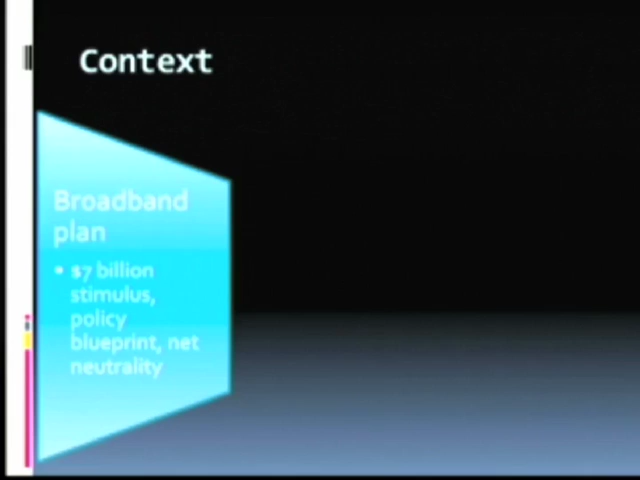 Context
Broadband
plan
• $7 billion
stimulus,
policy
blueprint, net
neutrality